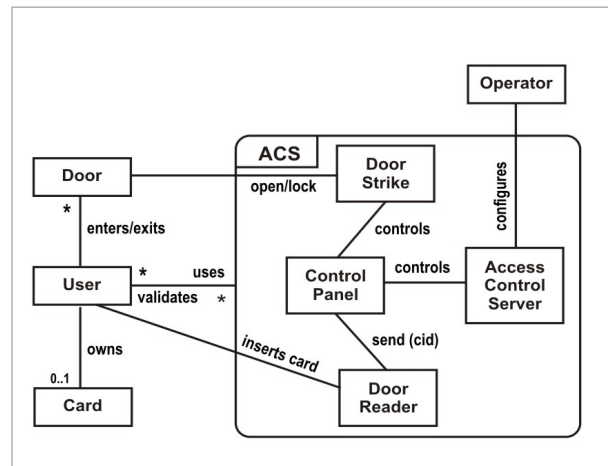 Operator
ACS
Door
Strike
Door
open/lock
configures
*
enters/exits
controls
User
*
uses
validates
*
Control
Panel
controls
Access
Control
Server
owns
inserts card
send (cid)
0..1
Card
Door
Reader